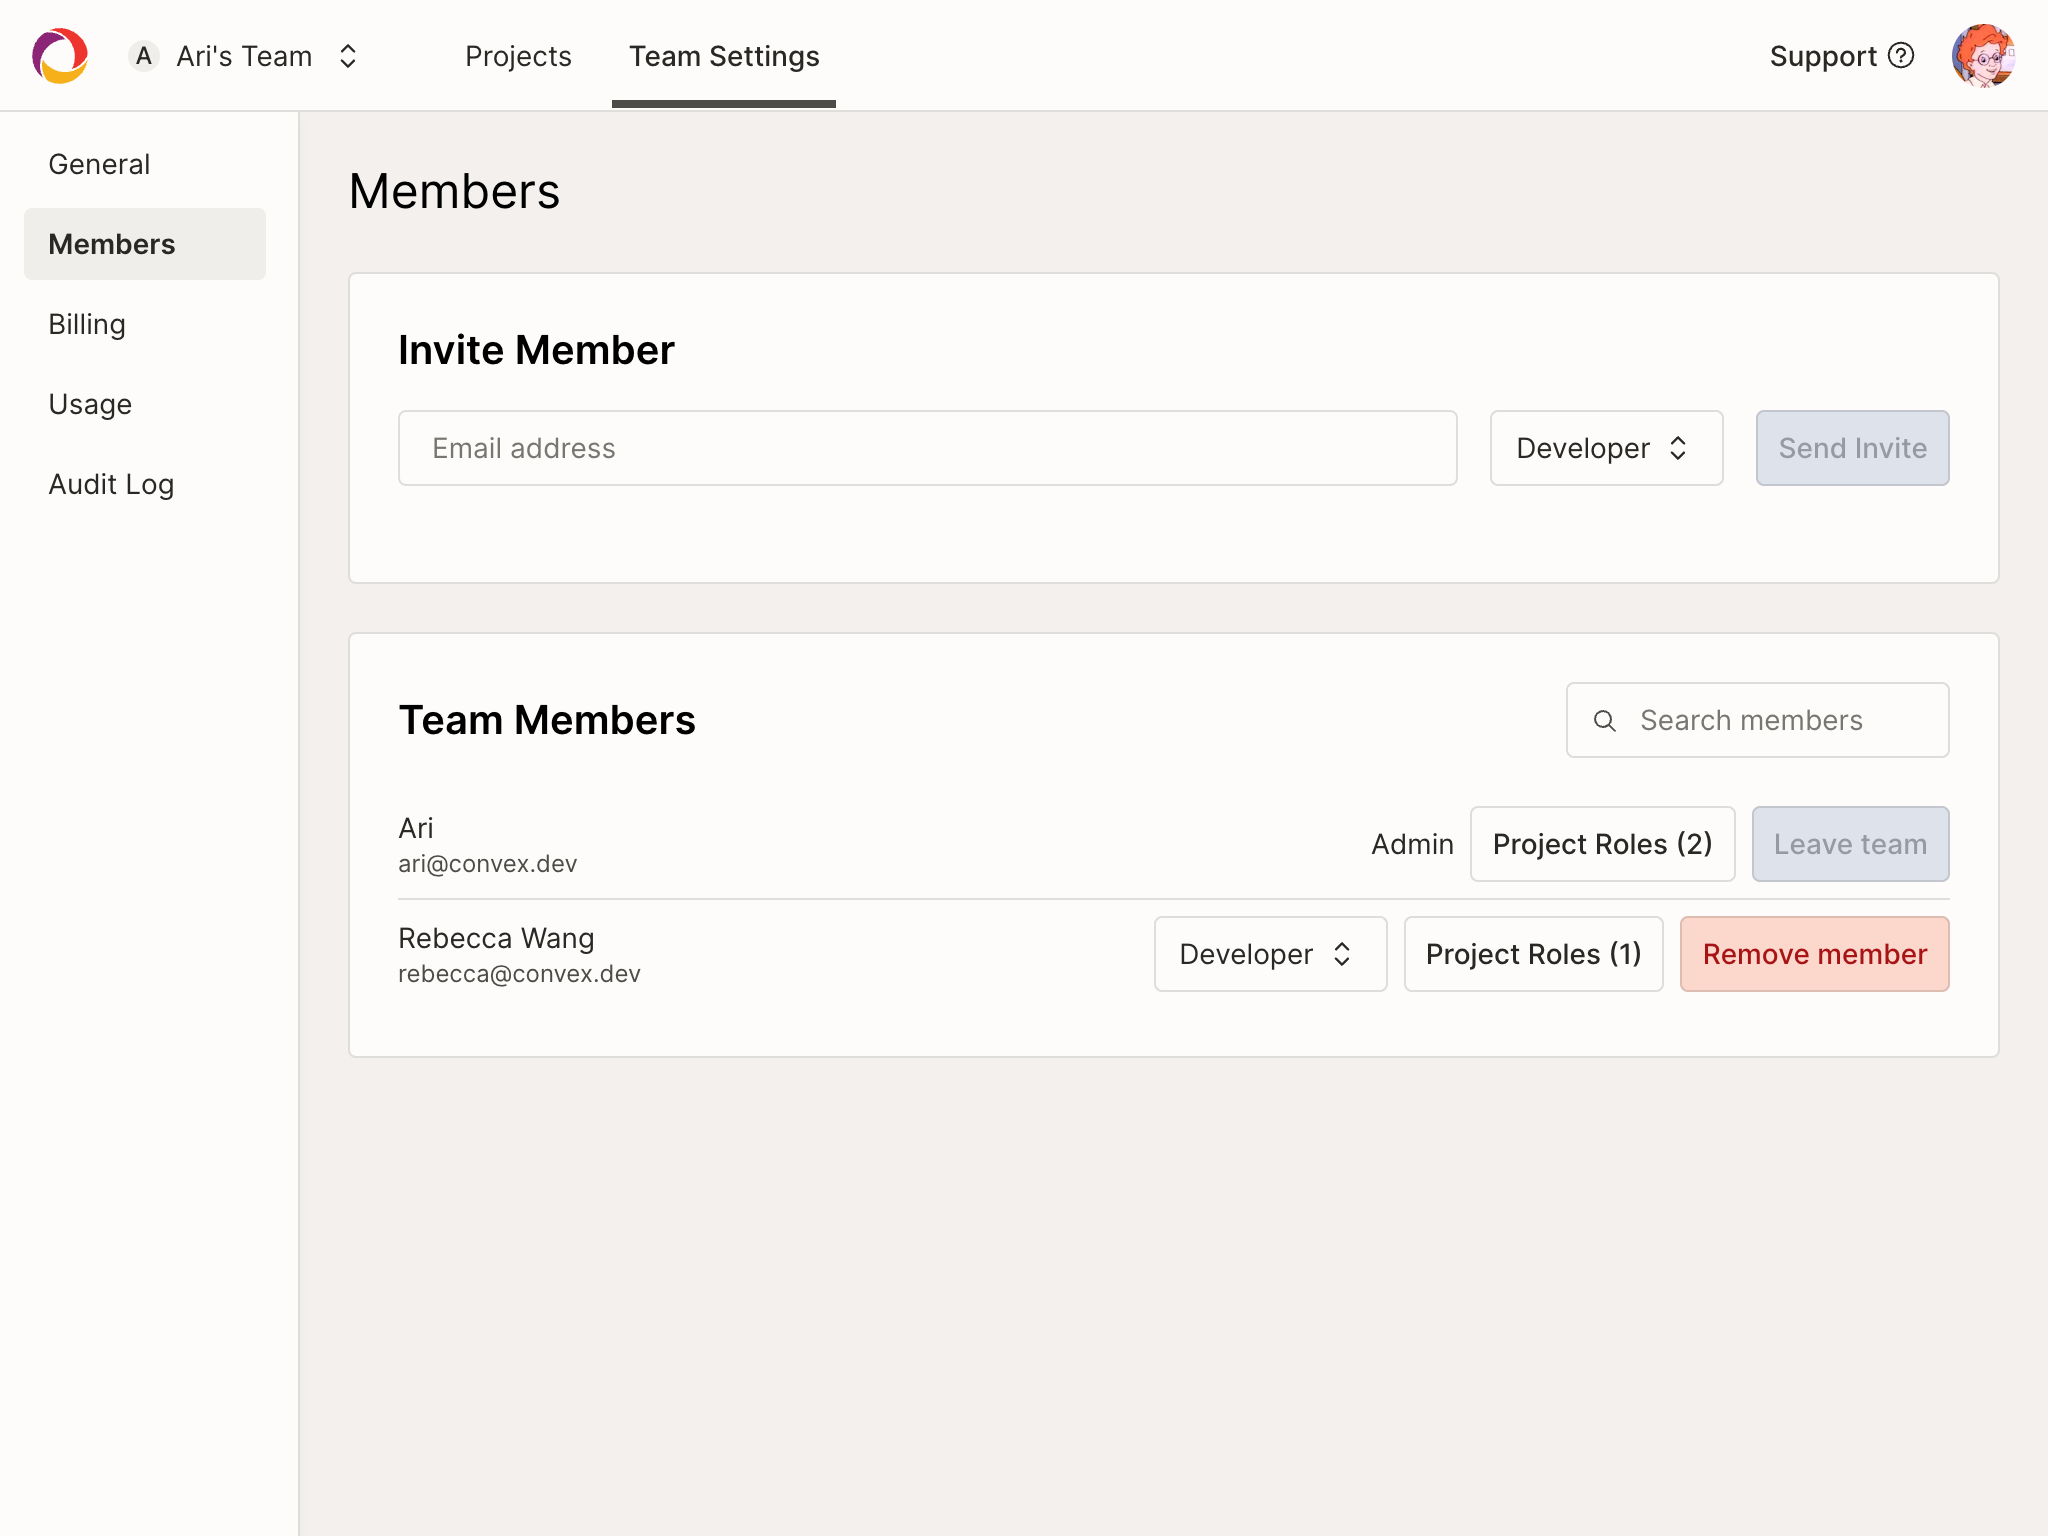 A Ari's Team Projects Team Settings Support
General
Members
Billing
Usage
Audit Log
Members
Invite Member
Email address Developer Send Invite
Team Members Search members
Ari
ari@convex.dev
Admin Project Roles (2) Leave team
Rebecca Wang
rebecca@convex.dev
Developer Project Roles (1) Remove member